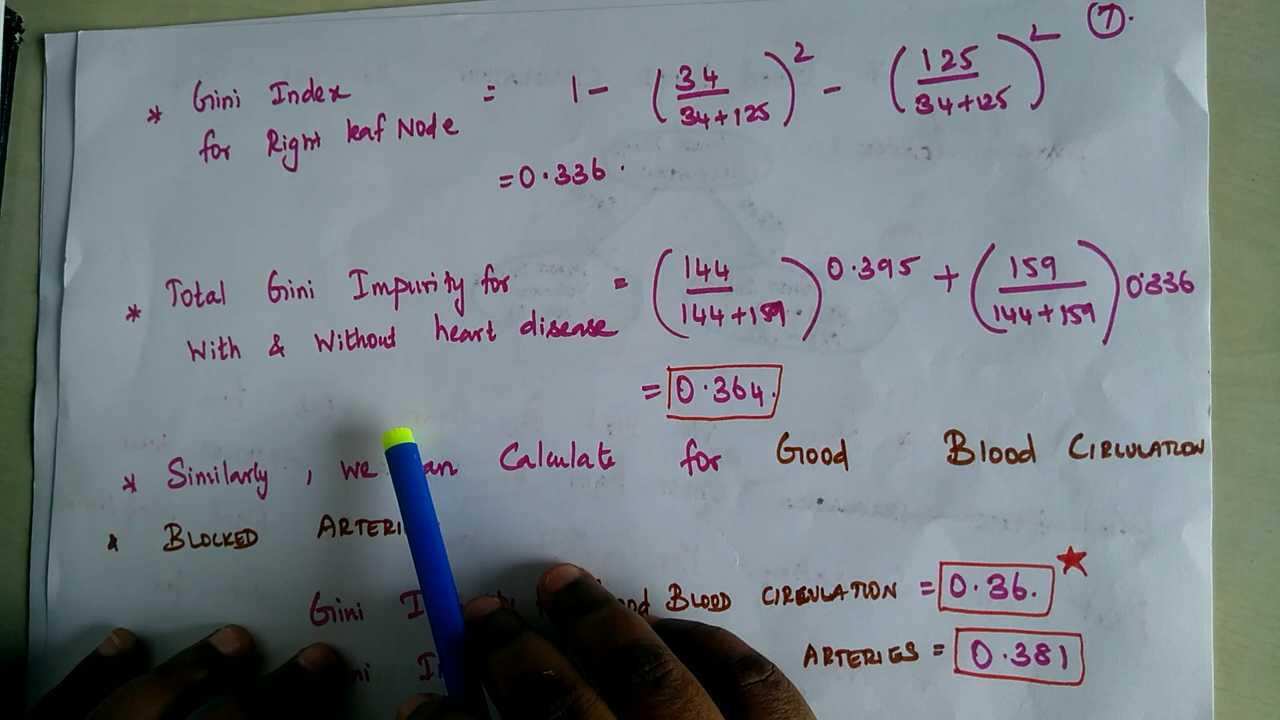 7.
* Gini Index = 1 - (34/34+125)² - (125/34+125)²
for Right leaf Node
= 0.336.
* Total Gini Impurity for = (144/144+159) 0.395 + (159/144+159) 0.336
With & Without heart disease
= 0.364.
* Similarly, we can Calculate for Good Blood CIRCULATION
& BLOCKED ARTERI
Gini BLOOD CIRCULATION = 0.36.
ARTERIES = 0.381